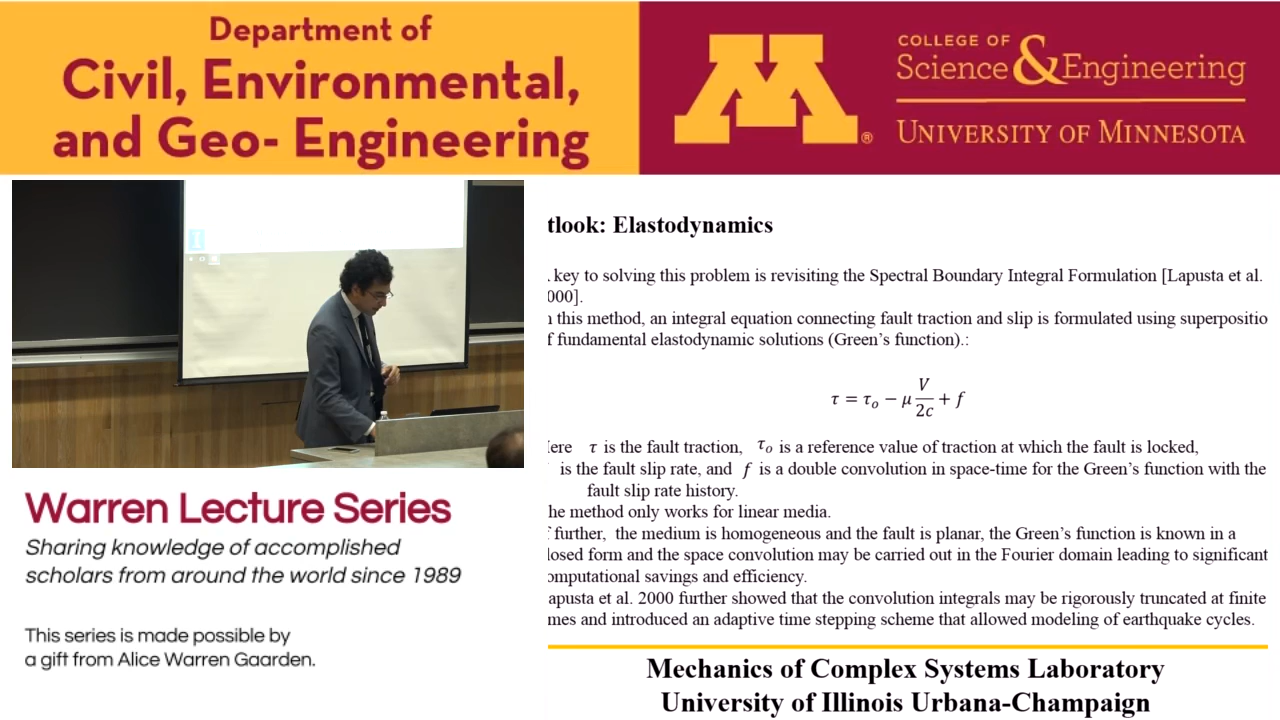 Department of
Civil, Environmental,
and Geo- Engineering
M®
COLLEGE OF
Science & Engineering
UNIVERSITY OF MINNESOTA
tlook: Elastodynamics
. key to solving this problem is revisiting the Spectral Boundary Integral Formulation [Lapusta et al.
000].
n this method, an integral equation connecting fault traction and slip is formulated using superpositio
f fundamental elastodynamic solutions (Green's function).:
τ = τo − μ V/2c + f
Iere τ is the fault traction, τo is a reference value of traction at which the fault is locked,
is the fault slip rate, and f is a double convolution in space-time for the Green's function with the
fault slip rate history.
he method only works for linear media.
f further, the medium is homogeneous and the fault is planar, the Green's function is known in a
losed form and the space convolution may be carried out in the Fourier domain leading to significant
omputational savings and efficiency.
apusta et al. 2000 further showed that the convolution integrals may be rigorously truncated at finite
mes and introduced an adaptive time stepping scheme that allowed modeling of earthquake cycles.
Mechanics of Complex Systems Laboratory
University of Illinois Urbana-Champaign
Warren Lecture Series
Sharing knowledge of accomplished
scholars from around the world since 1989
This series is made possible by
a gift from Alice Warren Gaarden.